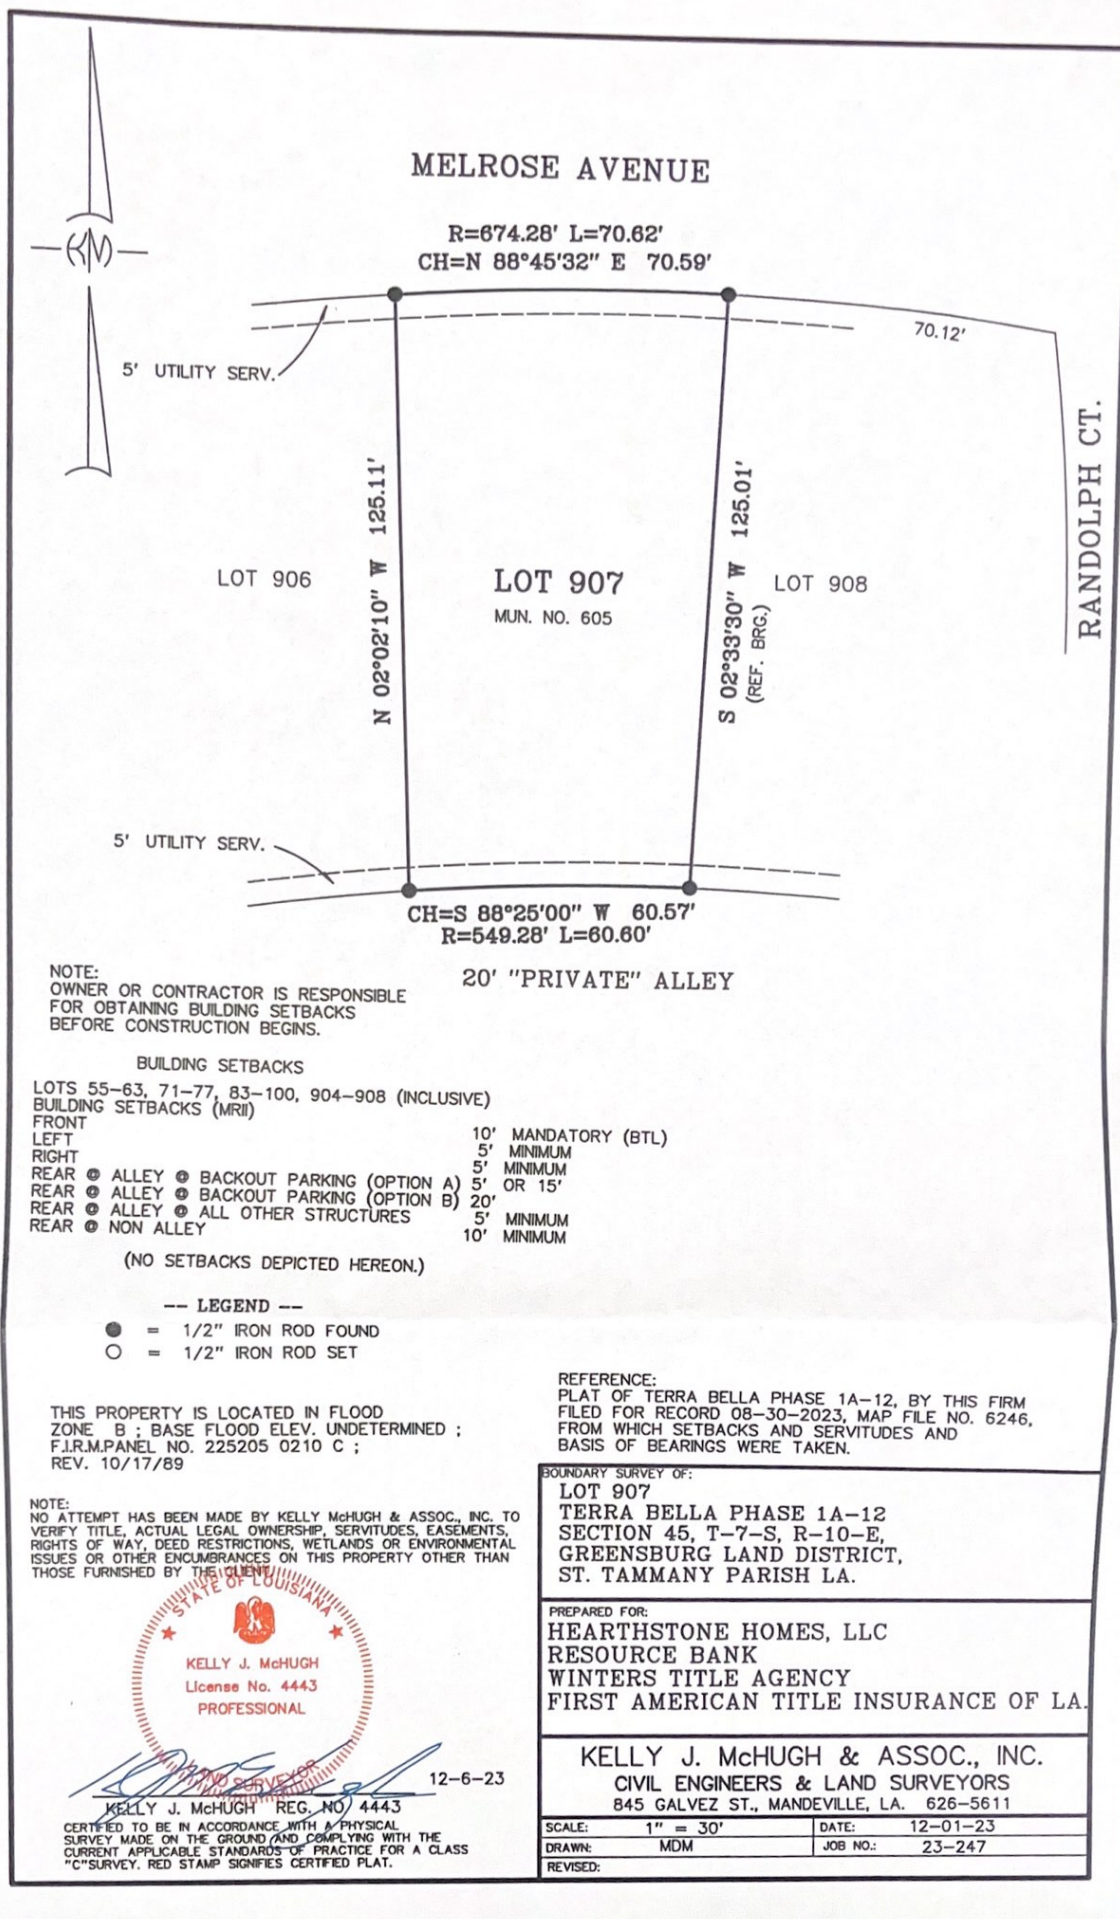 MELROSE AVENUE
R=674.28' L=70.62'
CH=N 88°45'32" E 70.59'
KM
70.12'
5' UTILITY SERV.
RANDOLPH CT.
N 02°02'10" W 125.11'
S 02°33'30" W 125.01'
(REF. BRG.)
LOT 906
LOT 907
MUN. NO. 605
LOT 908
5' UTILITY SERV.
CH=S 88°25'00" W 60.57'
R=549.28' L=60.60'
20' "PRIVATE" ALLEY
NOTE:
OWNER OR CONTRACTOR IS RESPONSIBLE
FOR OBTAINING BUILDING SETBACKS
BEFORE CONSTRUCTION BEGINS.
BUILDING SETBACKS
LOTS 55-63, 71-77, 83-100, 904-908 (INCLUSIVE)
BUILDING SETBACKS (MRII)
FRONT 10' MANDATORY (BTL)
LEFT 5' MINIMUM
RIGHT 5' MINIMUM
REAR @ ALLEY @ BACKOUT PARKING (OPTION A) 5' OR 15'
REAR @ ALLEY @ BACKOUT PARKING (OPTION B) 20'
REAR @ ALLEY @ ALL OTHER STRUCTURES 5' MINIMUM
REAR @ NON ALLEY 10' MINIMUM
(NO SETBACKS DEPICTED HEREON.)
-- LEGEND --
● = 1/2" IRON ROD FOUND
○ = 1/2" IRON ROD SET
THIS PROPERTY IS LOCATED IN FLOOD
ZONE B ; BASE FLOOD ELEV. UNDETERMINED ;
F.I.R.M.PANEL NO. 225205 0210 C ;
REV. 10/17/89
REFERENCE:
PLAT OF TERRA BELLA PHASE 1A-12, BY THIS FIRM
FILED FOR RECORD 08-30-2023, MAP FILE NO. 6246,
FROM WHICH SETBACKS AND SERVITUDES AND
BASIS OF BEARINGS WERE TAKEN.
NOTE:
NO ATTEMPT HAS BEEN MADE BY KELLY McHUGH & ASSOC., INC. TO
VERIFY TITLE, ACTUAL LEGAL OWNERSHIP, SERVITUDES, EASEMENTS,
RIGHTS OF WAY, DEED RESTRICTIONS, WETLANDS OR ENVIRONMENTAL
ISSUES OR OTHER ENCUMBRANCES ON THIS PROPERTY OTHER THAN
THOSE FURNISHED BY THE CLIENT.
STATE OF LOUISIANA
KELLY J. McHUGH
License No. 4443
PROFESSIONAL
LAND SURVEYOR
12-6-23
KELLY J. McHUGH REG. NO. 4443
CERTIFIED TO BE IN ACCORDANCE WITH A PHYSICAL
SURVEY MADE ON THE GROUND AND COMPLYING WITH THE
CURRENT APPLICABLE STANDARDS OF PRACTICE FOR A CLASS
"C"SURVEY. RED STAMP SIGNIFIES CERTIFIED PLAT.
BOUNDARY SURVEY OF:
LOT 907
TERRA BELLA PHASE 1A-12
SECTION 45, T-7-S, R-10-E,
GREENSBURG LAND DISTRICT,
ST. TAMMANY PARISH LA.
PREPARED FOR:
HEARTHSTONE HOMES, LLC
RESOURCE BANK
WINTERS TITLE AGENCY
FIRST AMERICAN TITLE INSURANCE OF LA.
KELLY J. McHUGH & ASSOC., INC.
CIVIL ENGINEERS & LAND SURVEYORS
845 GALVEZ ST., MANDEVILLE, LA. 626-5611
SCALE: 1" = 30' DATE: 12-01-23
DRAWN: MDM JOB NO.: 23-247
REVISED: